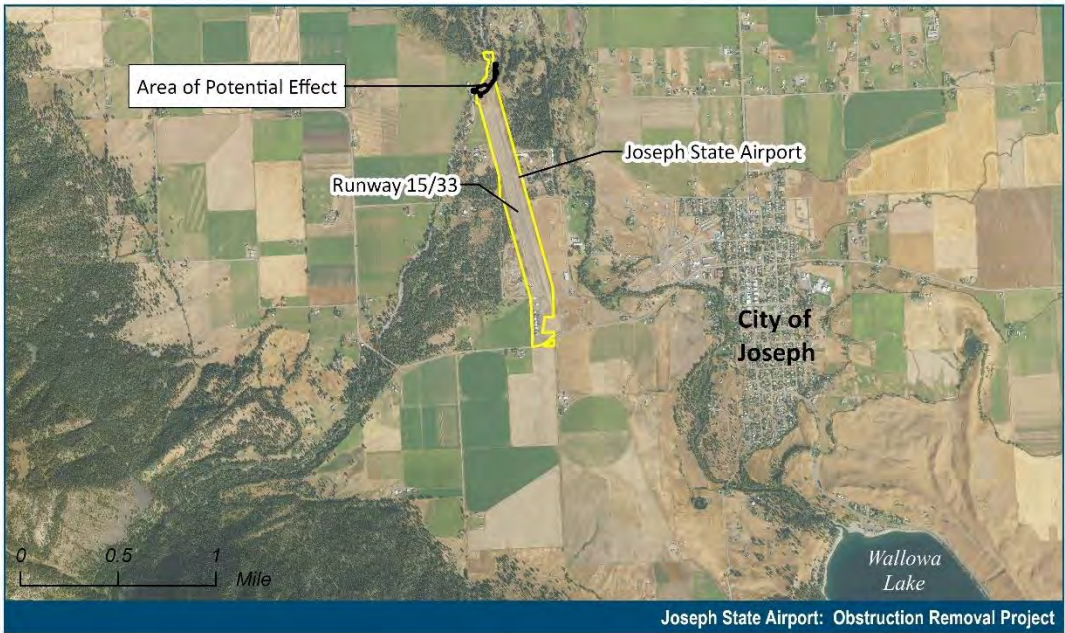 Area of Potential Effect
Joseph State Airport
Runway 15/33
City of
Joseph
0 0.5 1
Mile
Wallowa
Lake
Joseph State Airport: Obstruction Removal Project